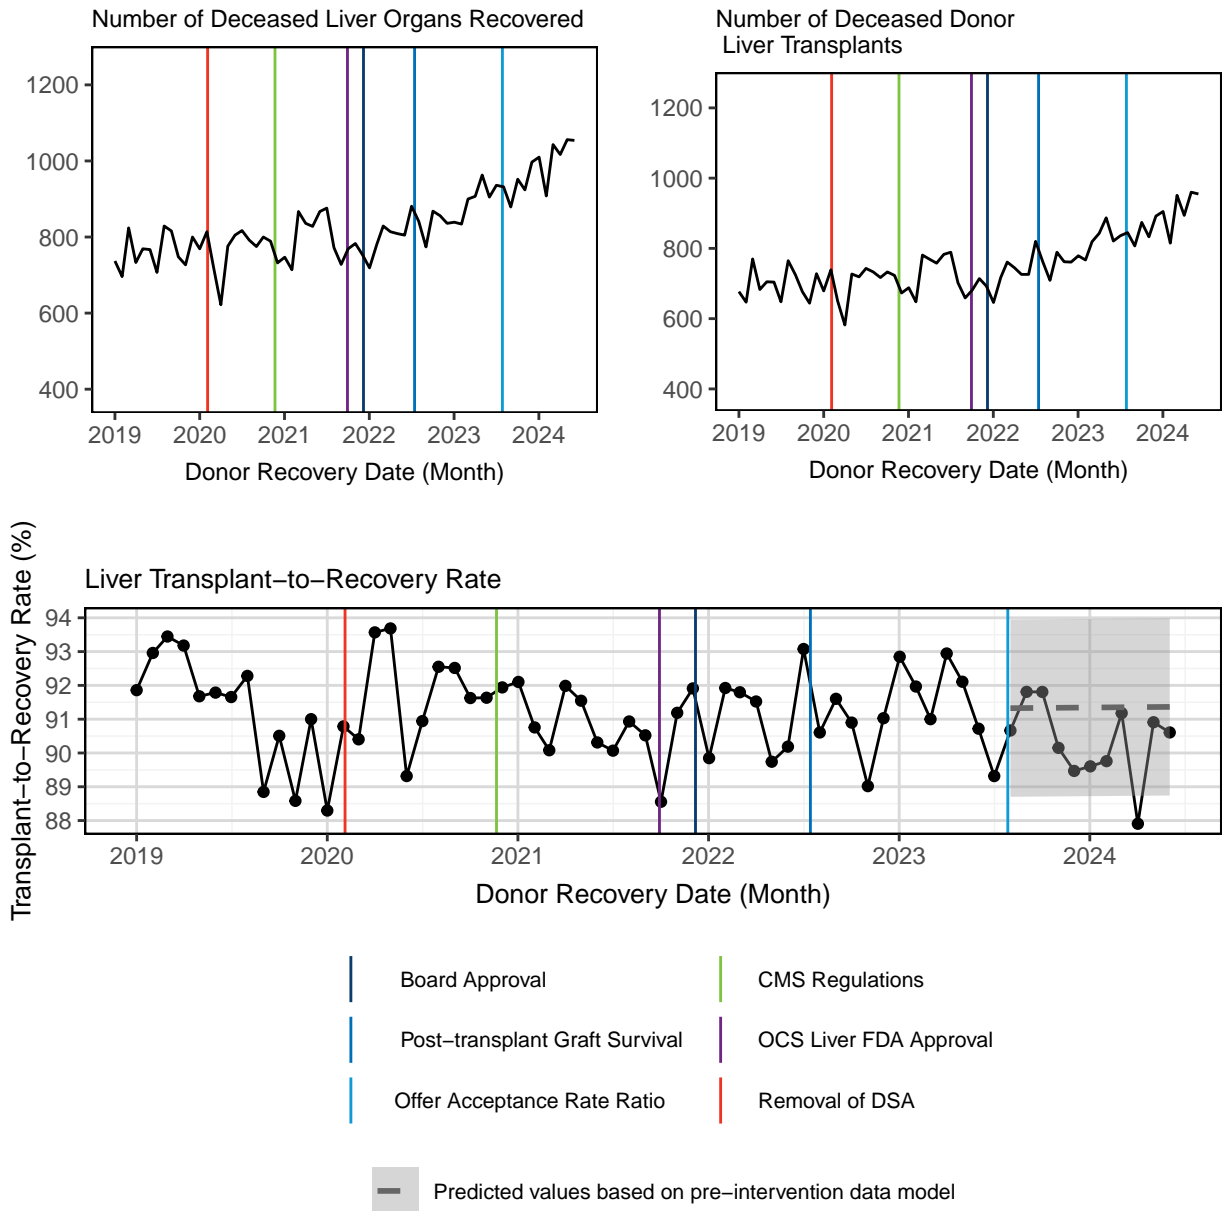 Number of Deceased Liver Organs Recovered
1200
1000
800
600
400
2019 2020 2021 2022 2023 2024
Donor Recovery Date (Month)
Number of Deceased Donor
Liver Transplants
1200
1000
800
600
400
2019 2020 2021 2022 2023 2024
Donor Recovery Date (Month)
Liver Transplant−to−Recovery Rate
Transplant−to−Recovery Rate (%)
94
93
92
91
90
89
88
2019 2020 2021 2022 2023 2024
Donor Recovery Date (Month)
Board Approval
CMS Regulations
Post−transplant Graft Survival
OCS Liver FDA Approval
Offer Acceptance Rate Ratio
Removal of DSA
Predicted values based on pre−intervention data model